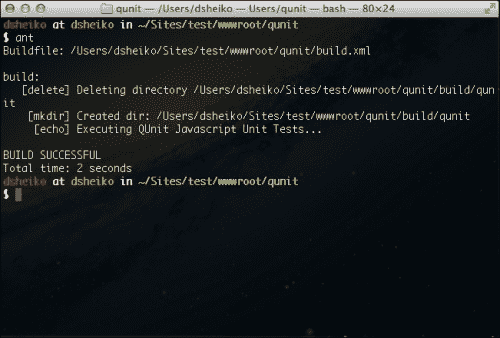 qunit — /Users/dsheiko — Users/qunit — bash — 80×24
dsheiko at dsheiko in ~/Sites/test/wwwroot/qunit
$ ant
Buildfile: /Users/dsheiko/Sites/test/wwwroot/qunit/build.xml
build:
[delete] Deleting directory /Users/dsheiko/Sites/test/wwwroot/qunit/build/qun
it
[mkdir] Created dir: /Users/dsheiko/Sites/test/wwwroot/qunit/build/qunit
[echo] Executing QUnit Javascript Unit Tests...
BUILD SUCCESSFUL
Total time: 2 seconds
dsheiko at dsheiko in ~/Sites/test/wwwroot/qunit
$